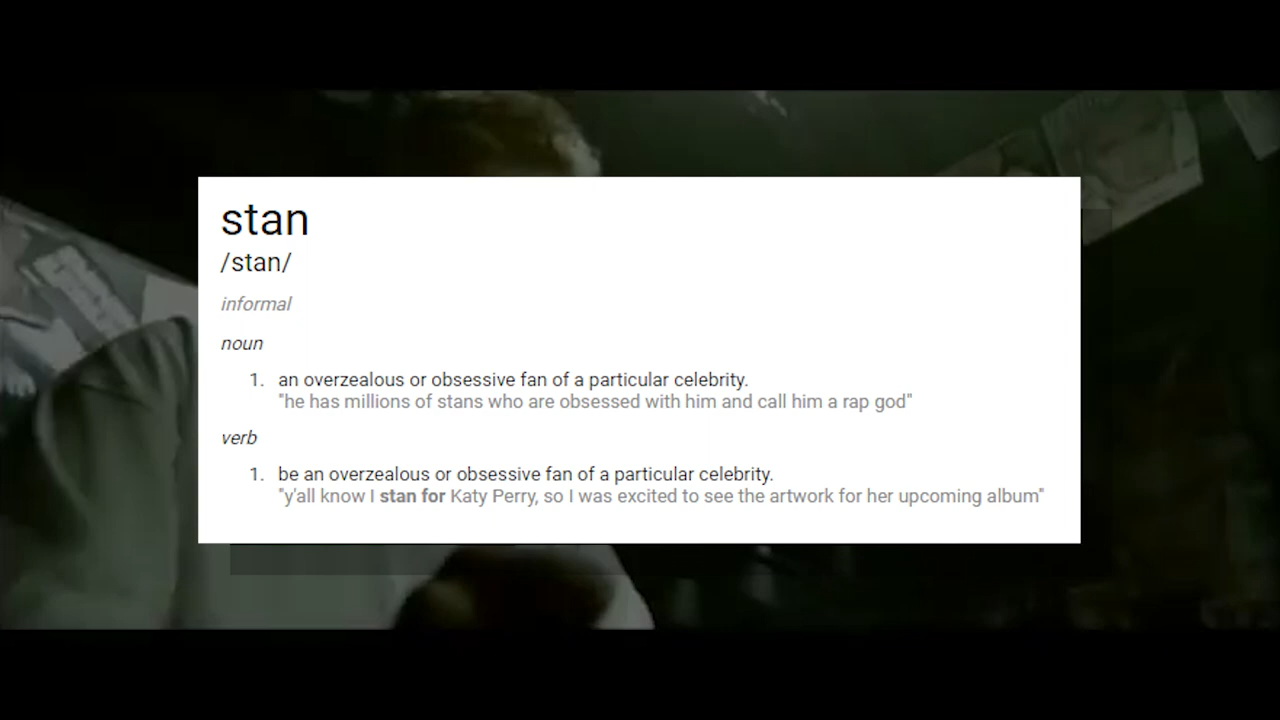 stan
/stan/
informal
noun
1. an overzealous or obsessive fan of a particular celebrity.
"he has millions of stans who are obsessed with him and call him a rap god"
verb
1. be an overzealous or obsessive fan of a particular celebrity.
"y'all know I stan for Katy Perry, so I was excited to see the artwork for her upcoming album"